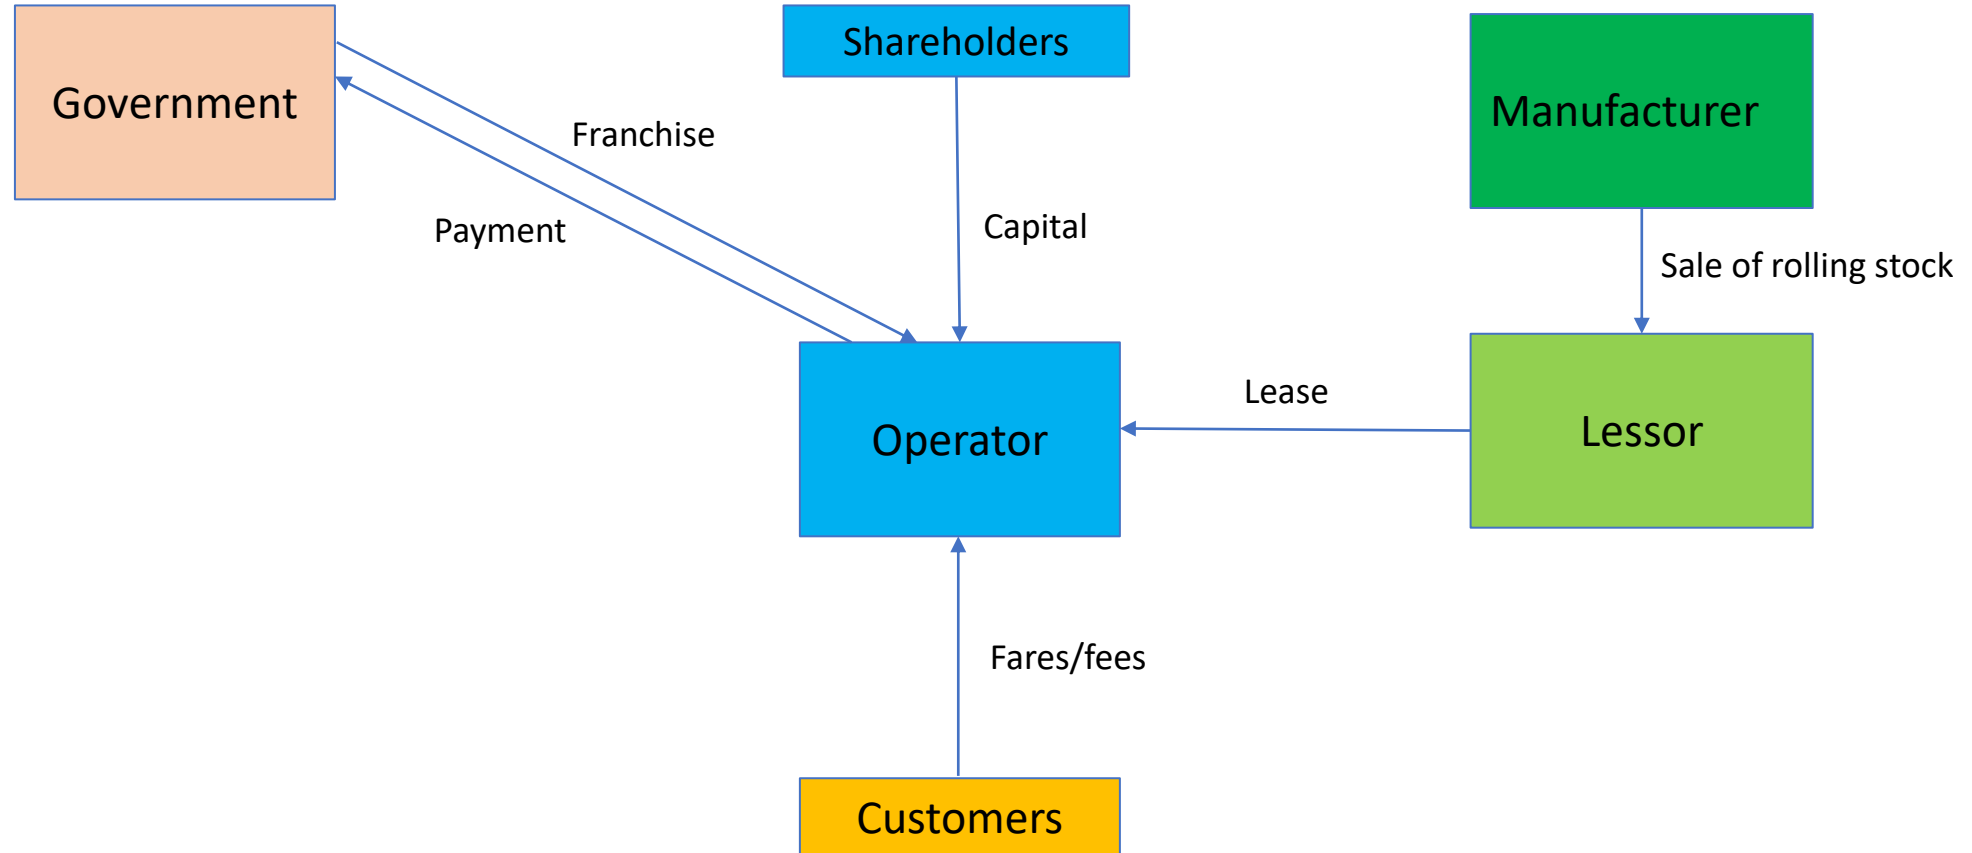 Shareholders
Government
Manufacturer
Franchise
Payment
Capital
Sale of rolling stock
Lease
Operator
Lessor
Fares/fees
Customers